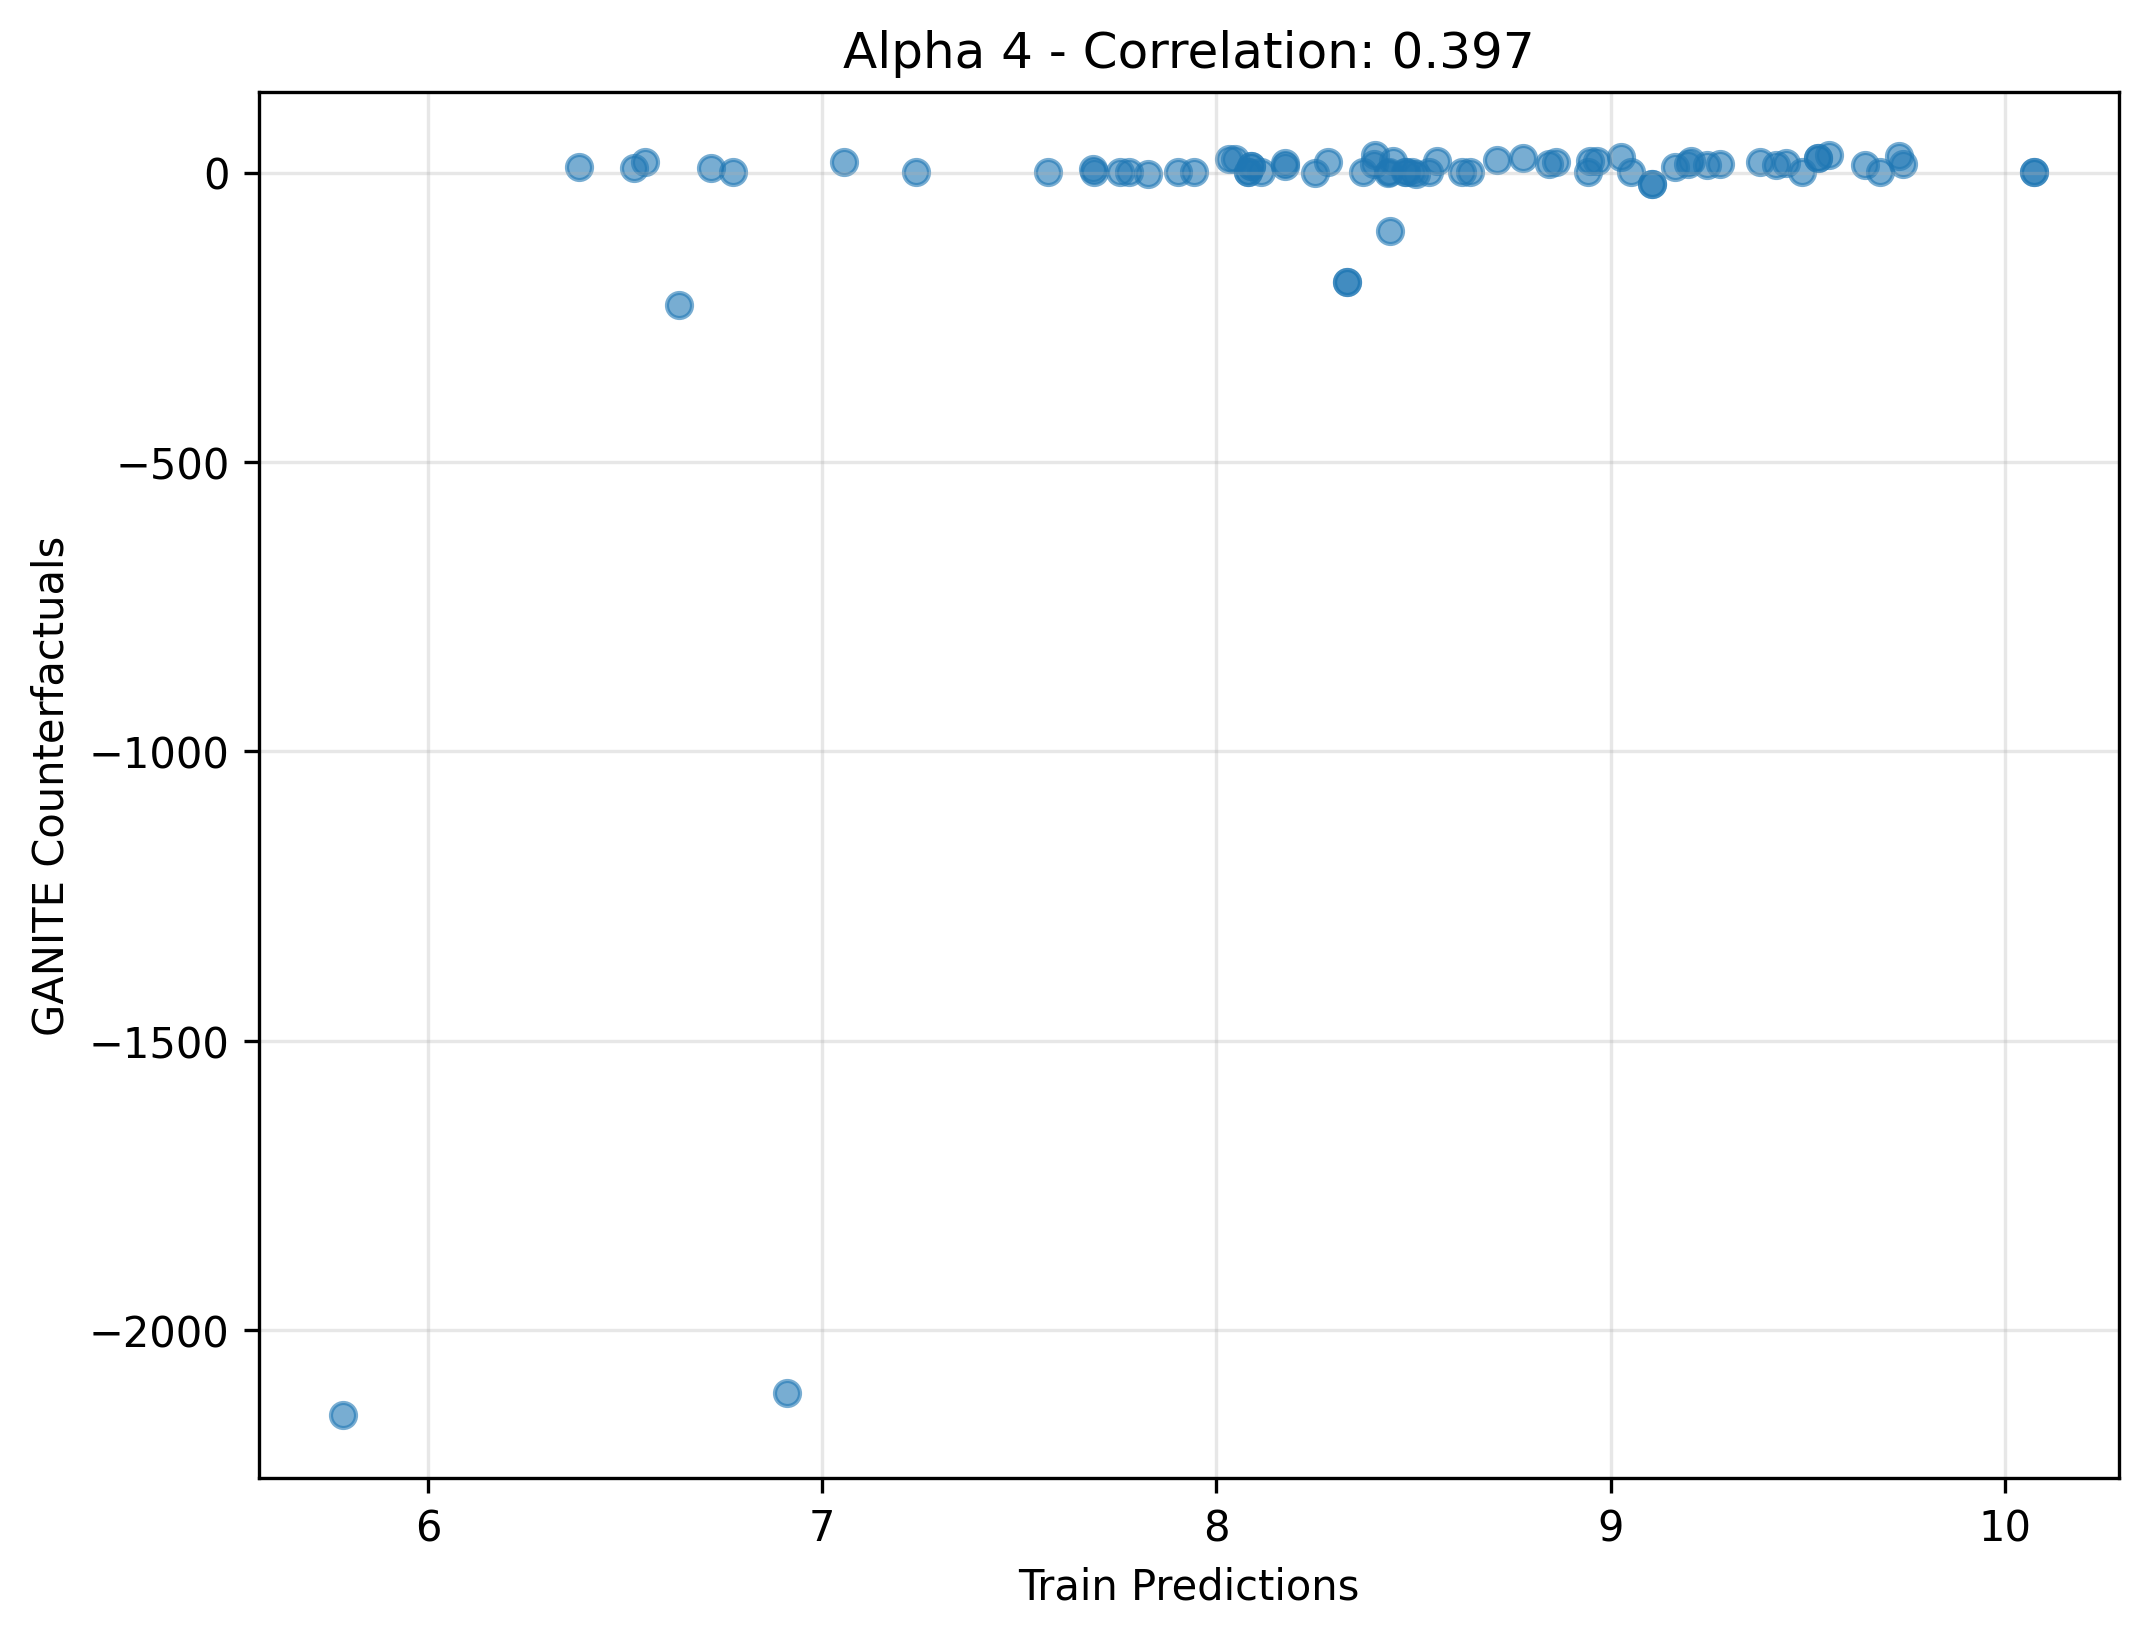 Alpha 4 - Correlation: 0.397
0
−500
−1000
−1500
−2000
GANITE Counterfactuals
6 7 8 9 10
Train Predictions